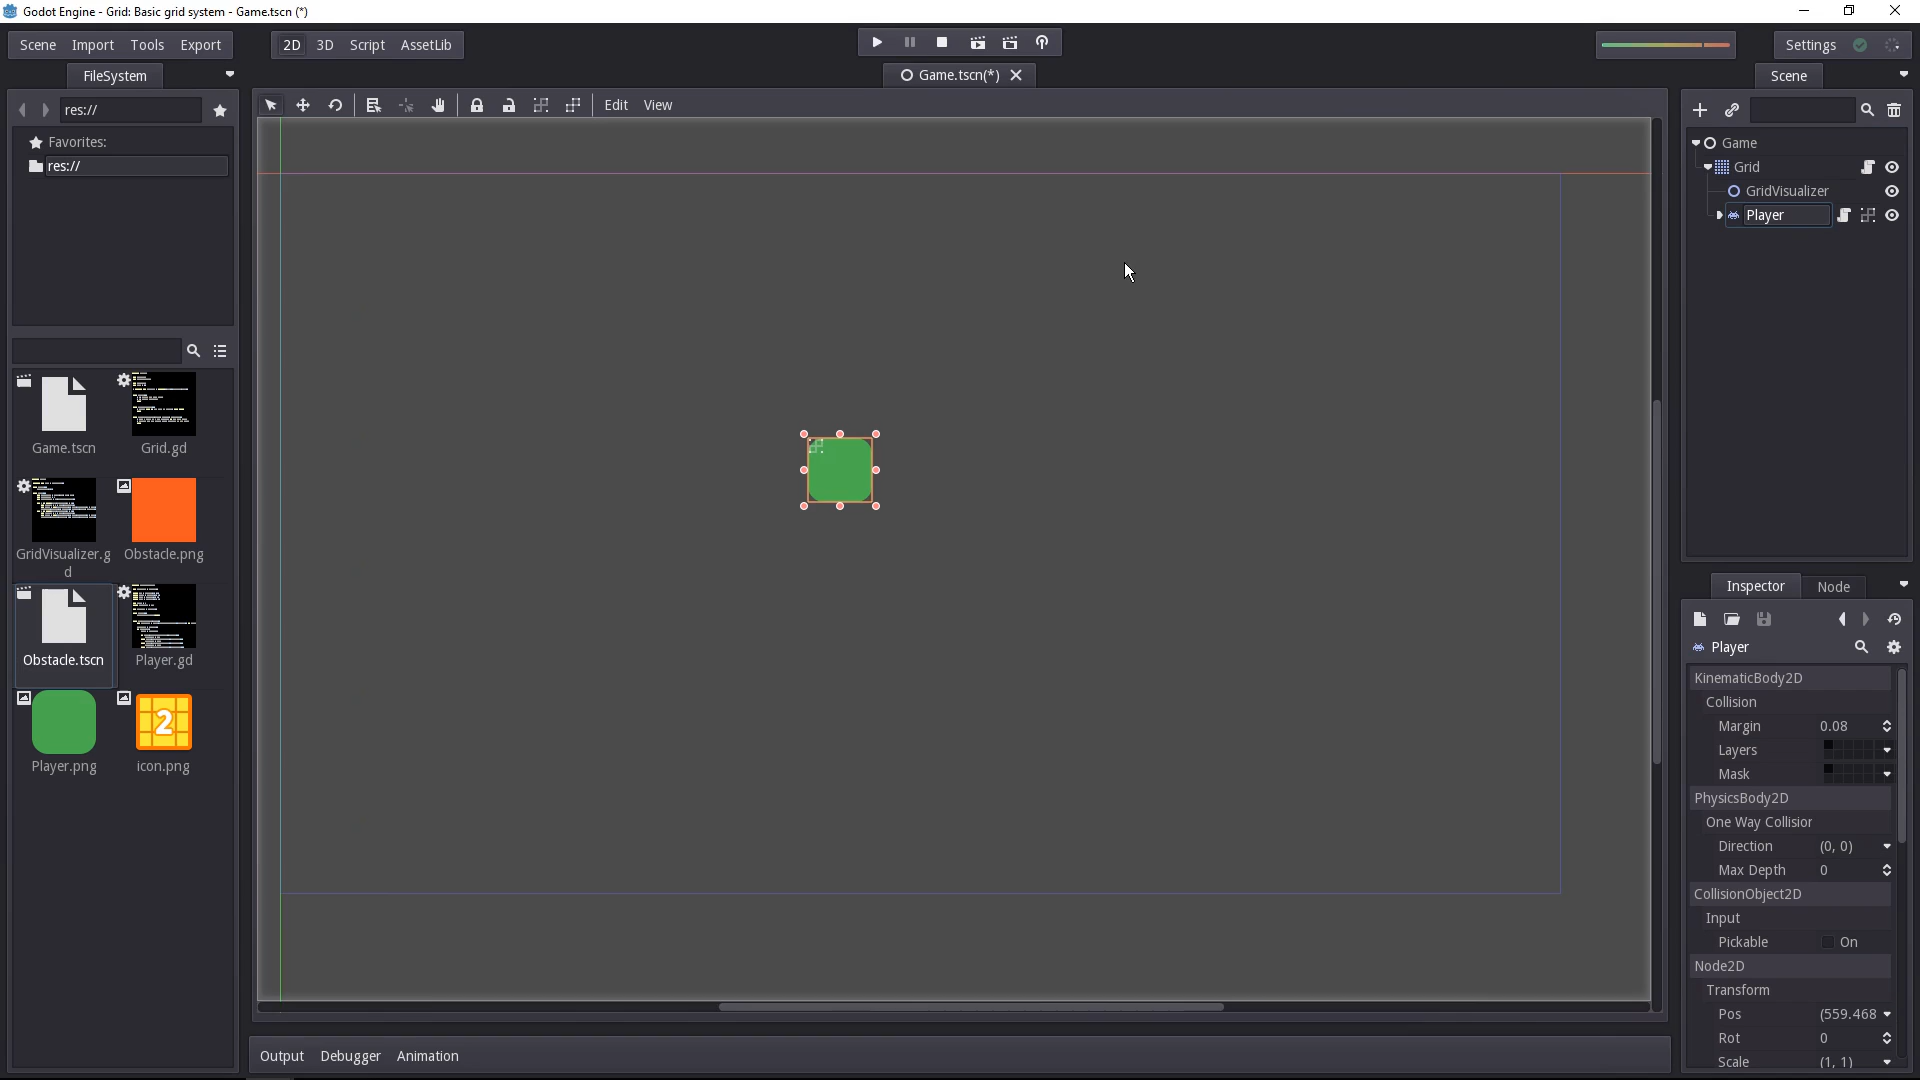 Godot Engine - Grid: Basic grid system - Game.tscn (*)
Scene Import Tools Export
2D 3D Script AssetLib
Settings
FileSystem
Game.tscn(*)
Scene
res://
Edit View
Favorites:
res://
Game
Grid
GridVisualizer
Player
Game.tscn
Grid.gd
GridVisualizer.g
d
Obstacle.png
Obstacle.tscn
Player.gd
2
Player.png
icon.png
Inspector Node
Player
KinematicBody2D
Collision
Margin 0.08
Layers
Mask
PhysicsBody2D
One Way Collisior
Direction (0, 0)
Max Depth 0
CollisionObject2D
Input
Pickable On
Node2D
Transform
Pos (559.468
Rot 0
Scale (1, 1)
Output Debugger Animation